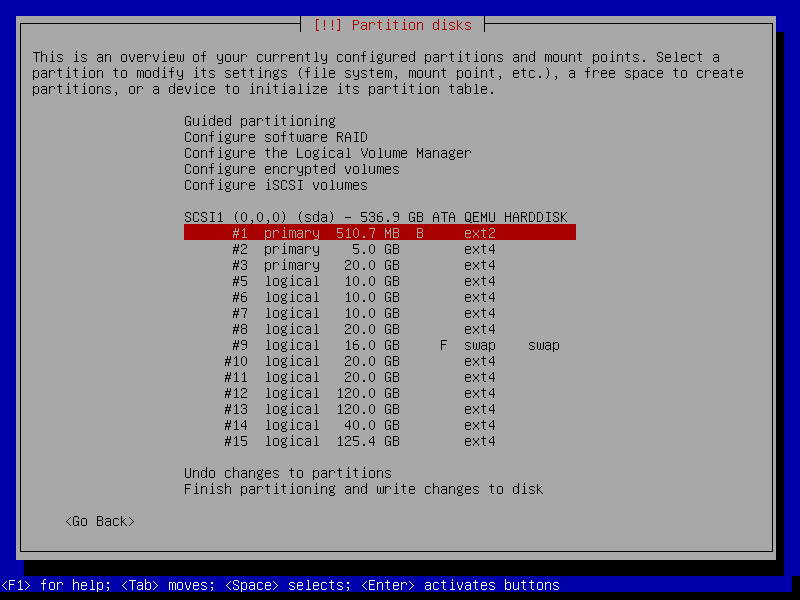 [!!] Partition disks
This is an overview of your currently configured partitions and mount points. Select a
partition to modify its settings (file system, mount point, etc.), a free space to create
partitions, or a device to initialize its partition table.
Guided partitioning
Configure software RAID
Configure the Logical Volume Manager
Configure encrypted volumes
Configure iSCSI volumes
SCSI1 (0,0,0) (sda) - 536.9 GB ATA QEMU HARDDISK
#1 primary 510.7 MB B ext2
#2 primary 5.0 GB ext4
#3 primary 20.0 GB ext4
#5 logical 10.0 GB ext4
#6 logical 10.0 GB ext4
#7 logical 10.0 GB ext4
#8 logical 20.0 GB ext4
#9 logical 16.0 GB F swap swap
#10 logical 20.0 GB ext4
#11 logical 20.0 GB ext4
#12 logical 120.0 GB ext4
#13 logical 120.0 GB ext4
#14 logical 40.0 GB ext4
#15 logical 125.4 GB ext4
Undo changes to partitions
Finish partitioning and write changes to disk
<Go Back>
<F1> for help; <Tab> moves; <Space> selects; <Enter> activates buttons